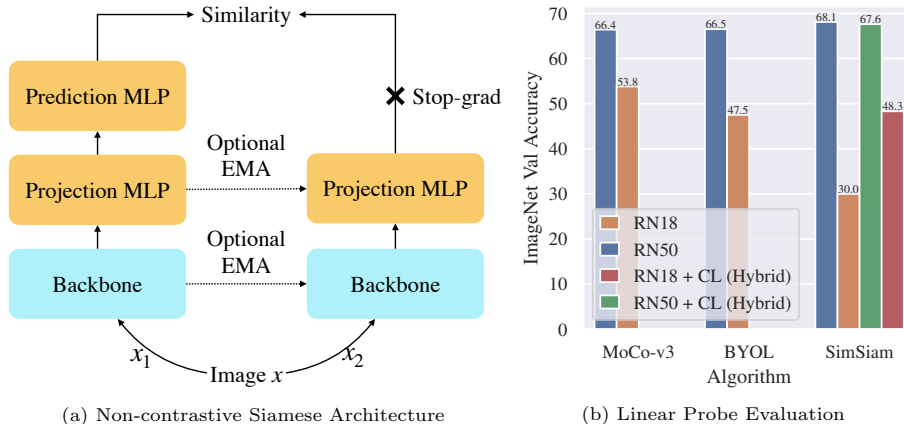 Similarity
Prediction MLP
Stop-grad
Optional
EMA
Projection MLP
Projection MLP
Optional
EMA
Backbone
Backbone
x1
x2
Image x
(a) Non-contrastive Siamese Architecture
ImageNet Val Accuracy
70
60
50
40
30
20
10
0
66.4
53.8
66.5
47.5
68.1
30.0
67.6
48.3
RN18
RN50
RN18 + CL (Hybrid)
RN50 + CL (Hybrid)
MoCo-v3
BYOL
SimSiam
Algorithm
(b) Linear Probe Evaluation